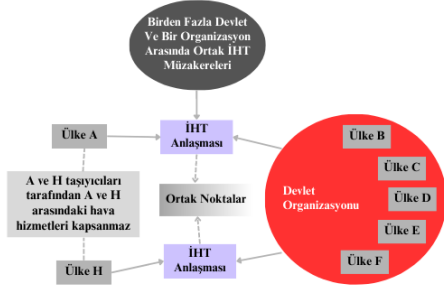 Birden Fazla Devlet
Ve Bir Organizasyon
Arasında Ortak İHT
Müzakereleri
Ülke A
İHT
Anlaşması
Ülke B
Ülke C
A ve H taşıyıcıları
tarafından A ve H
arasındaki hava
hizmetleri kapsanmaz
Ortak Noktalar
Devlet
Organizasyonu
Ülke D
Ülke E
Ülke H
İHT
Anlaşması
Ülke F